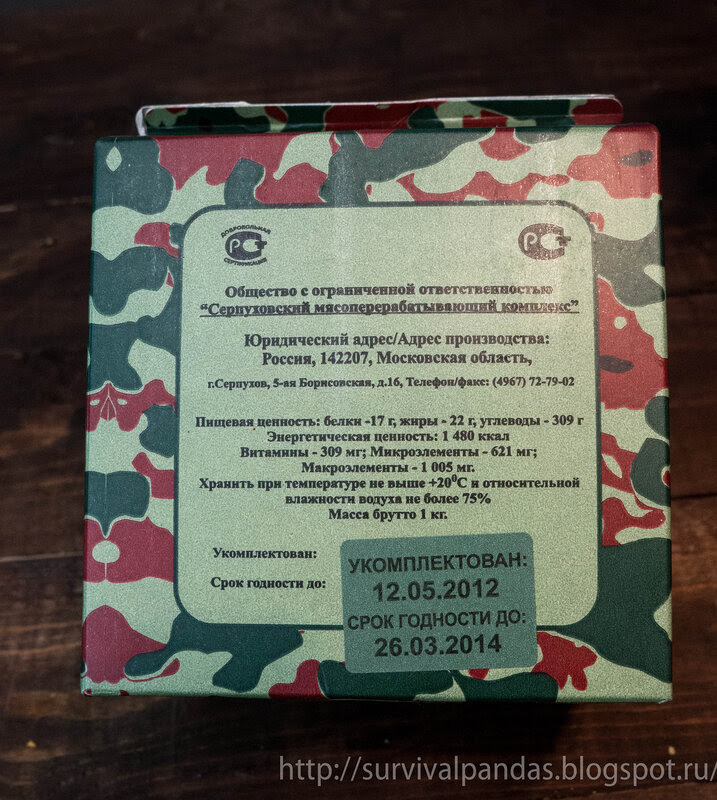 ДОБРОВОЛЬНАЯ
СЕРТИФИКАЦИЯ
Общество с ограниченной ответственностью
“Серпуховский мясоперерабатывающий комплекс”
Юридический адрес/Адрес производства:
Россия, 142207, Московская область,
г.Серпухов, 5-ая Борисовская, д.16, Телефон/факс: (4967) 72-79-02
Пищевая ценность: белки -17 г, жиры - 22 г, углеводы - 309 г
Энергетическая ценность: 1 480 ккал
Витамины - 309 мг; Микроэлементы - 621 мг;
Макроэлементы - 1 005 мг.
Хранить при температуре не выше +20⁰С и относительной
влажности водуха не более 75%
Масса брутто 1 кг.
Укомплектован:
Срок годности до:
УКОМПЛЕКТОВАН:
12.05.2012
СРОК ГОДНОСТИ ДО:
26.03.2014
http://survivalpandas.blogspot.ru/